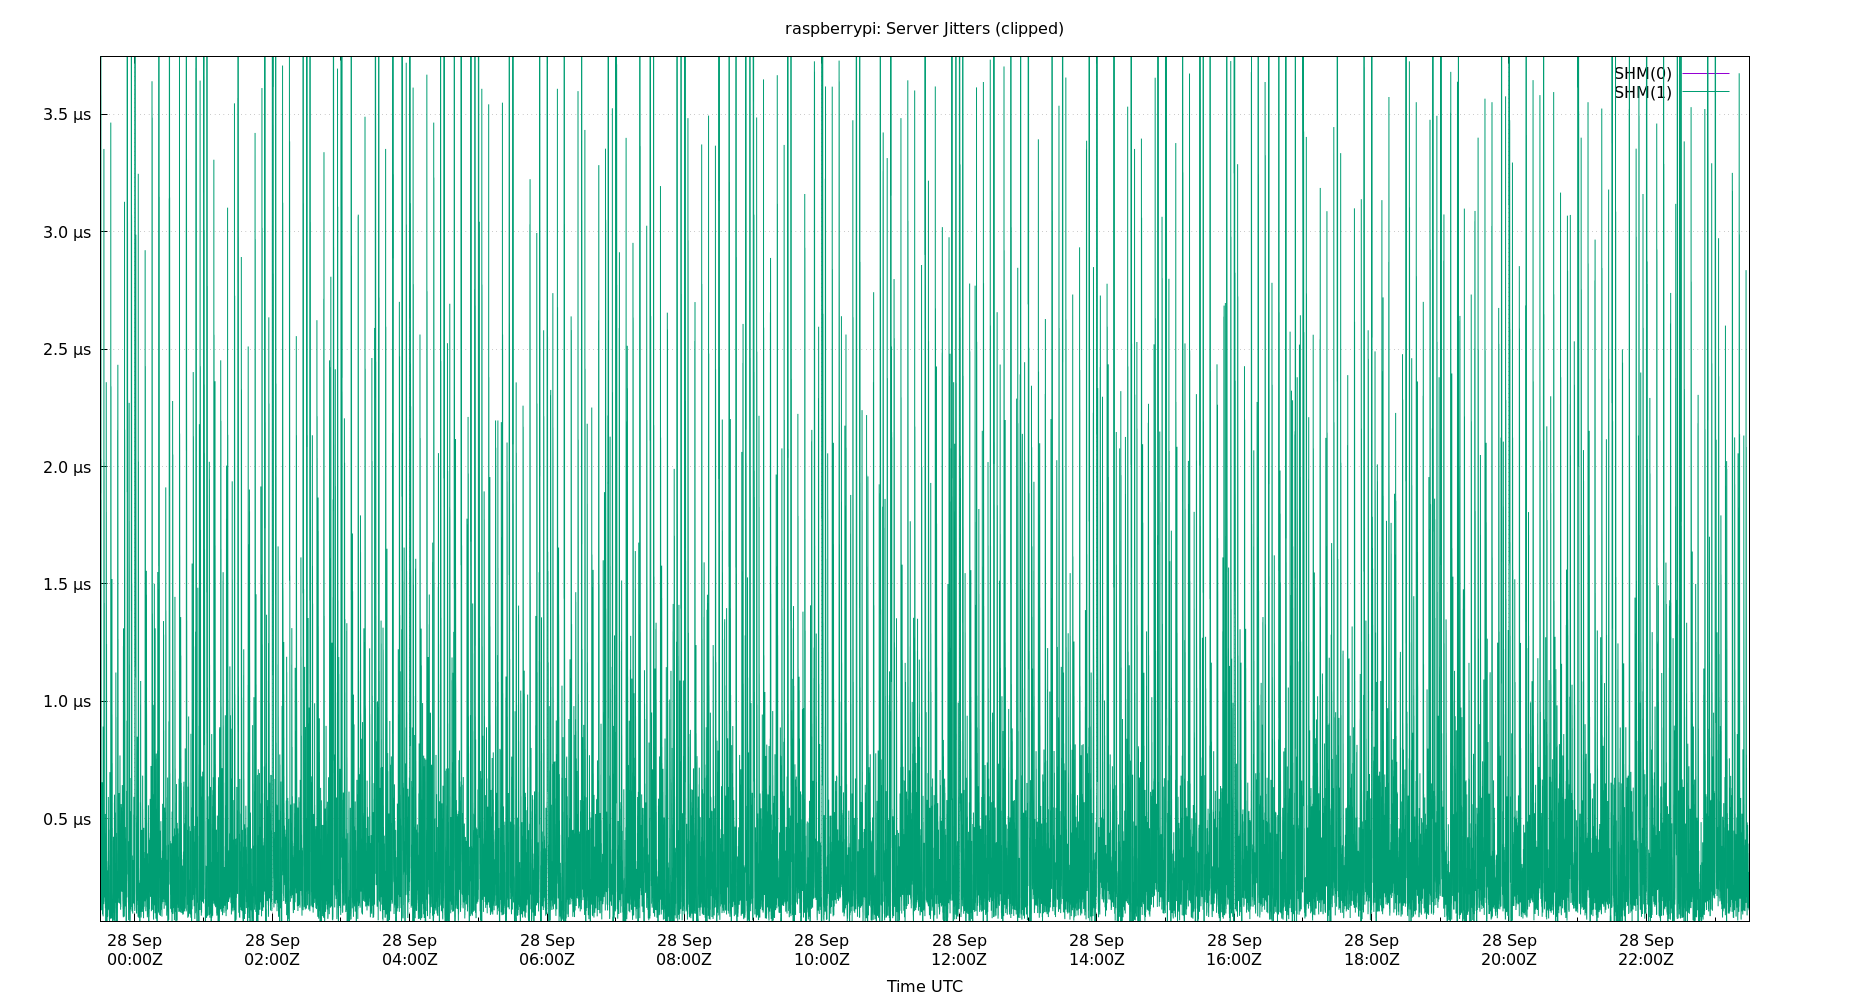 raspberrypi: Server Jitters (clipped)
SHM(0)
SHM(1)
3.5 µs
3.0 µs
2.5 µs
2.0 µs
1.5 µs
1.0 µs
0.5 µs
28 Sep 28 Sep 28 Sep 28 Sep 28 Sep 28 Sep 28 Sep 28 Sep 28 Sep 28 Sep 28 Sep 28 Sep
00:00Z 02:00Z 04:00Z 06:00Z 08:00Z 10:00Z 12:00Z 14:00Z 16:00Z 18:00Z 20:00Z 22:00Z
Time UTC